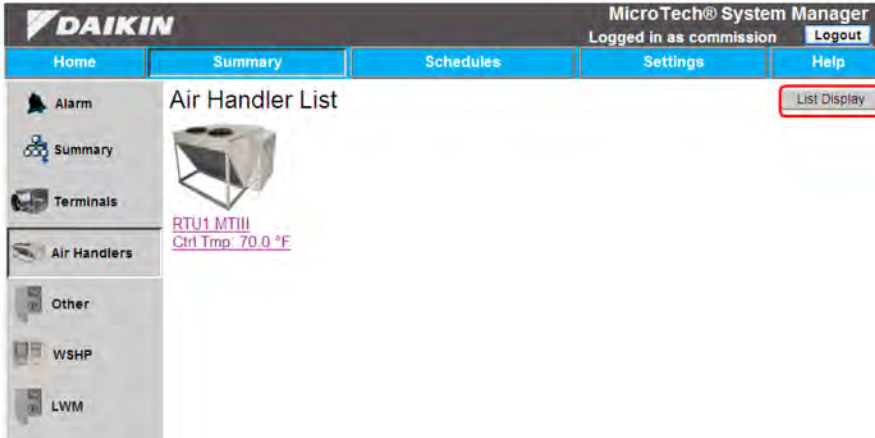 DAIKIN
MicroTech® System Manager
Logged in as commission Logout
Home Summary Schedules Settings Help
Alarm
Summary
Terminals
Air Handlers
Other
WSHP
LWM
Air Handler List
List Display
RTU1 MTIII
Ctrl Tmp: 70.0 °F